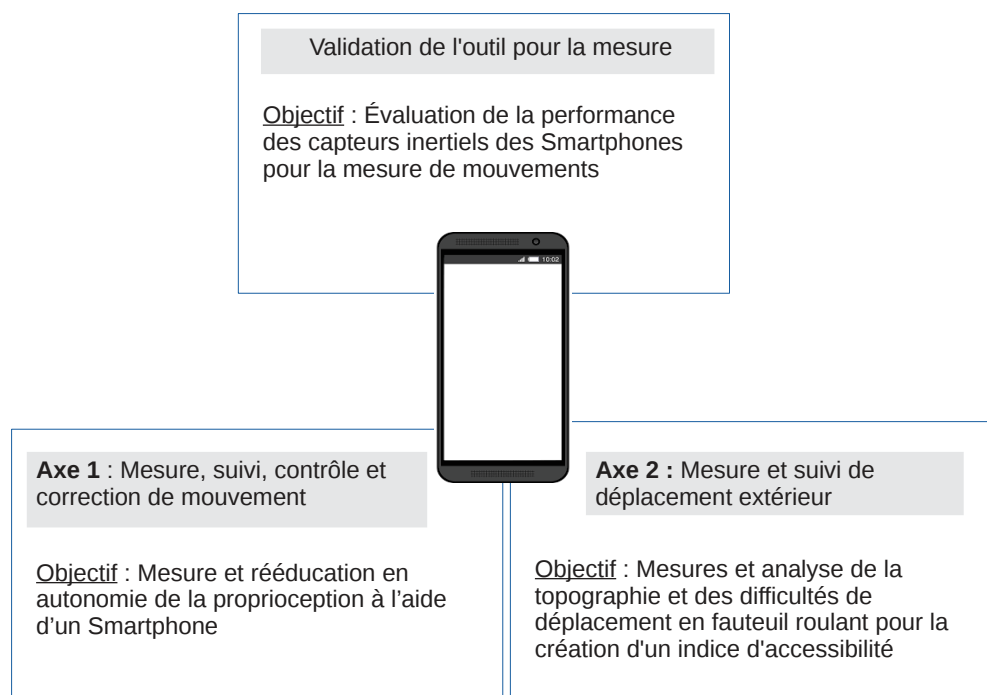 Validation de l'outil pour la mesure
Objectif : Évaluation de la performance
des capteurs inertiels des Smartphones
pour la mesure de mouvements
10:02
Axe 1 : Mesure, suivi, contrôle et
correction de mouvement
Objectif : Mesure et rééducation en
autonomie de la proprioception à l’aide
d’un Smartphone
Axe 2 : Mesure et suivi de
déplacement extérieur
Objectif : Mesures et analyse de la
topographie et des difficultés de
déplacement en fauteuil roulant pour la
création d'un indice d'accessibilité